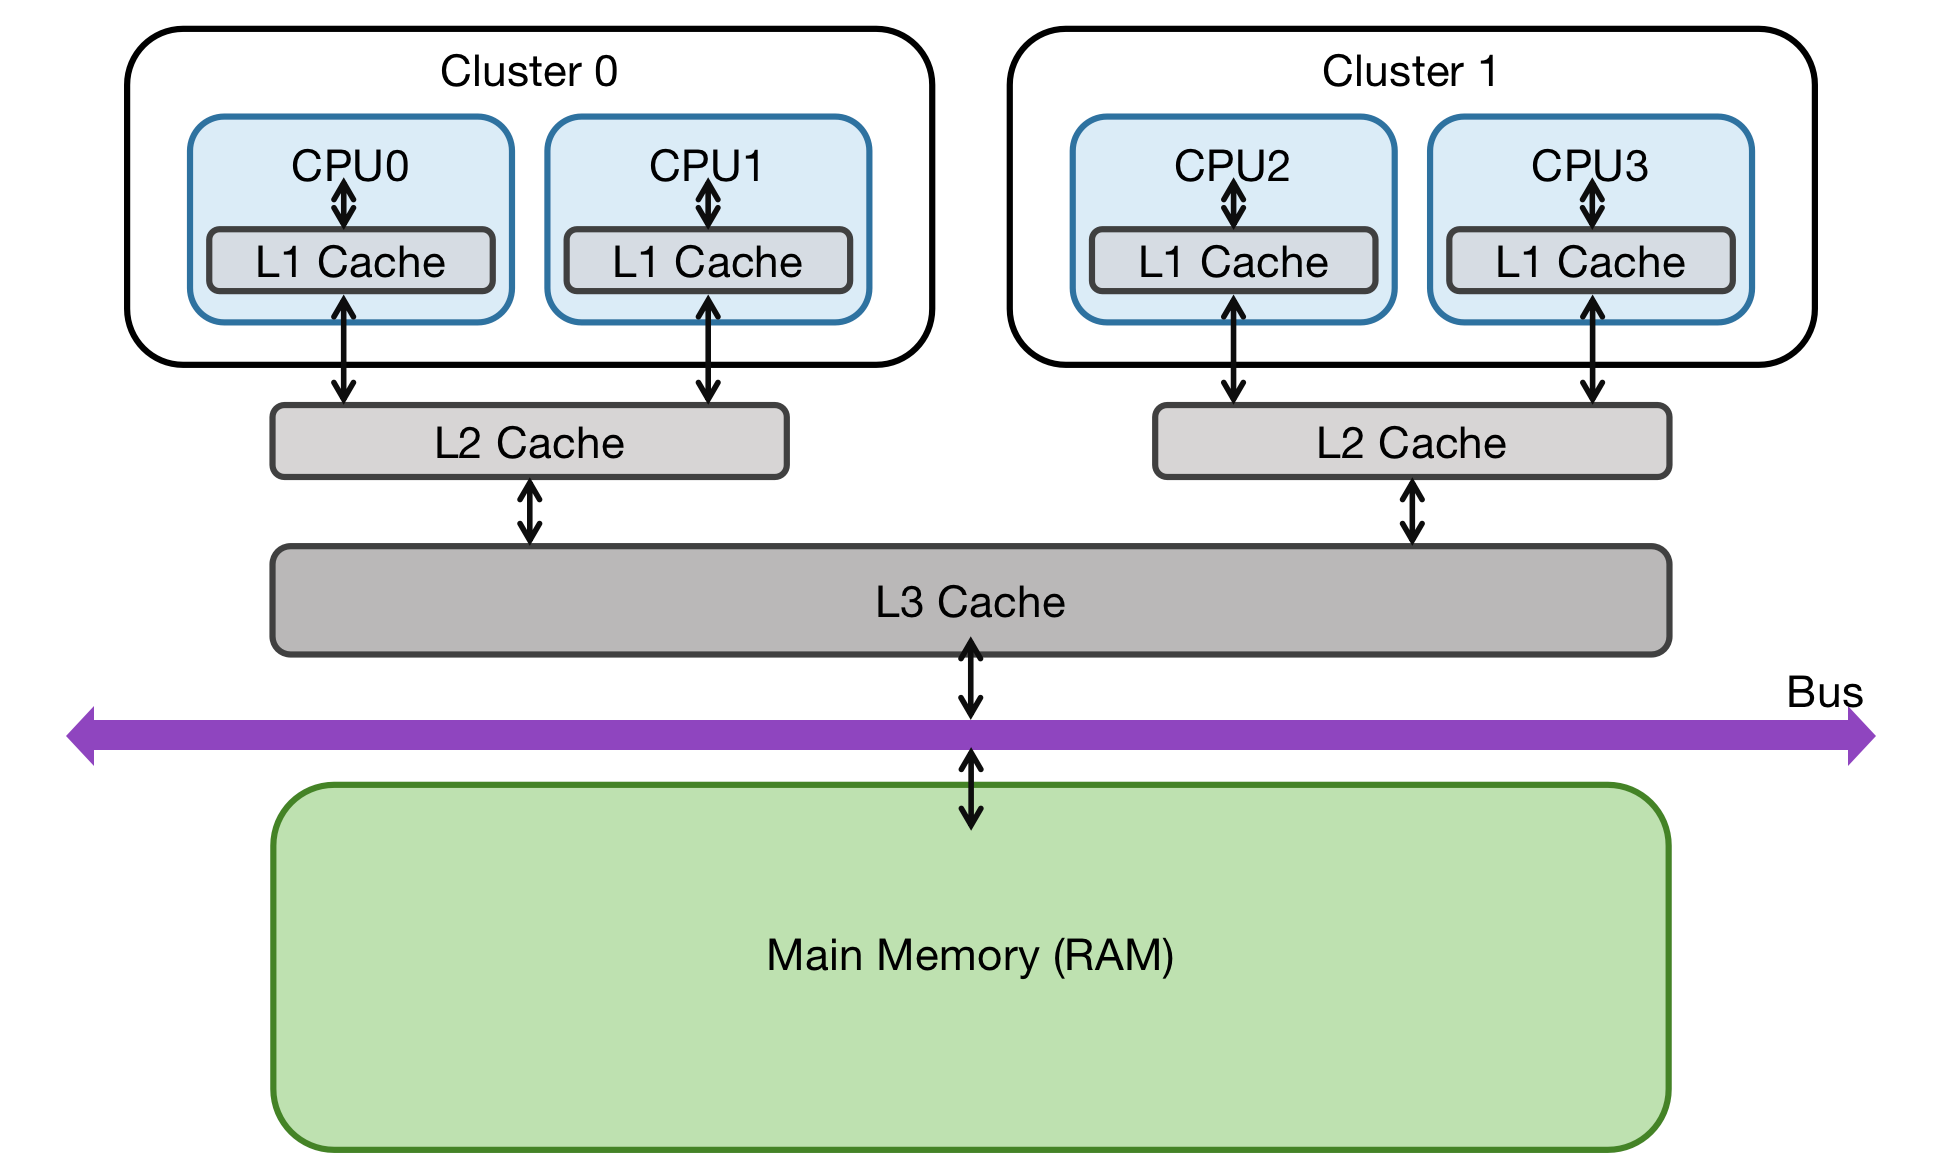 Cluster 0
Cluster 1
CPU0
CPU1
CPU2
CPU3
L1 Cache
L1 Cache
L1 Cache
L1 Cache
L2 Cache
L2 Cache
L3 Cache
Bus
Main Memory (RAM)